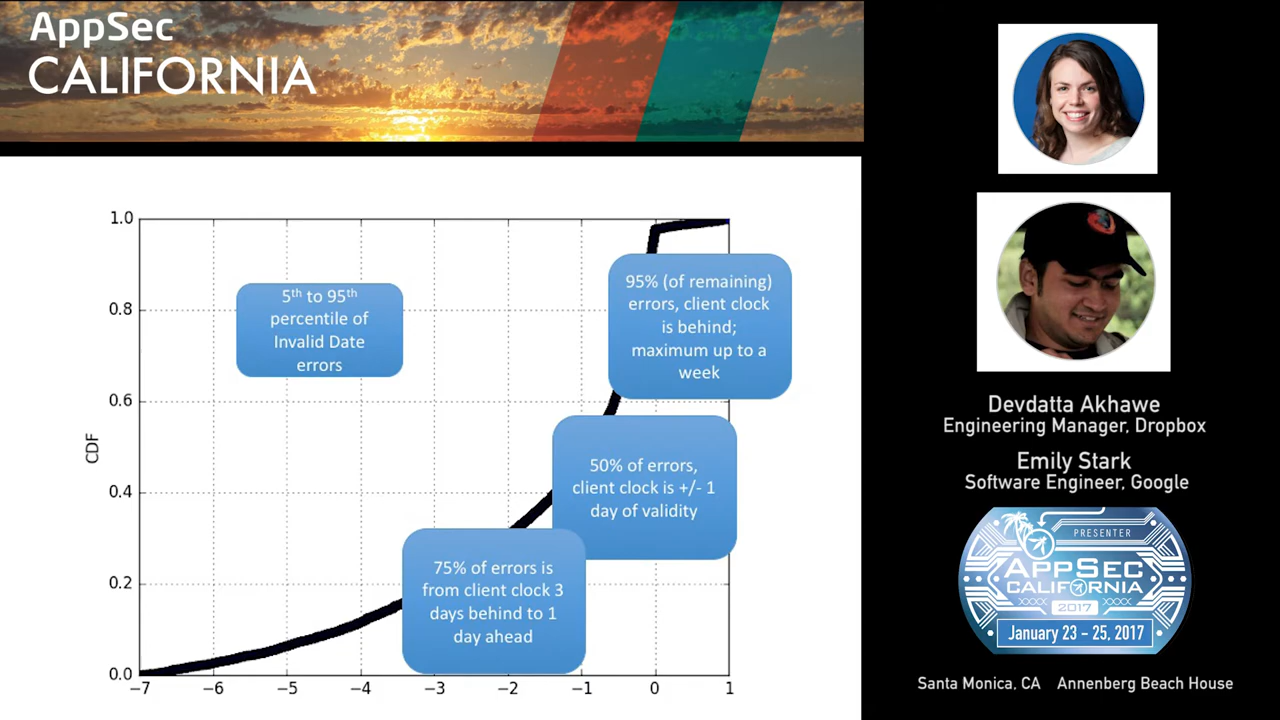 AppSec
CALIFORNIA
1.0
0.8
0.6
0.4
0.2
0.0
CDF
−7
−6
−5
−4
−3
−2
−1
0
1
5th to 95th
percentile of
Invalid Date
errors
95% (of remaining)
errors, client clock
is behind;
maximum up to a
week
50% of errors,
client clock is +/- 1
day of validity
75% of errors is
from client clock 3
days behind to 1
day ahead
Devdatta Akhawe
Engineering Manager, Dropbox
Emily Stark
Software Engineer, Google
PRESENTER
APPSEC
CALIFORNIA
2017
January 23 - 25, 2017
Santa Monica, CA Annenberg Beach House